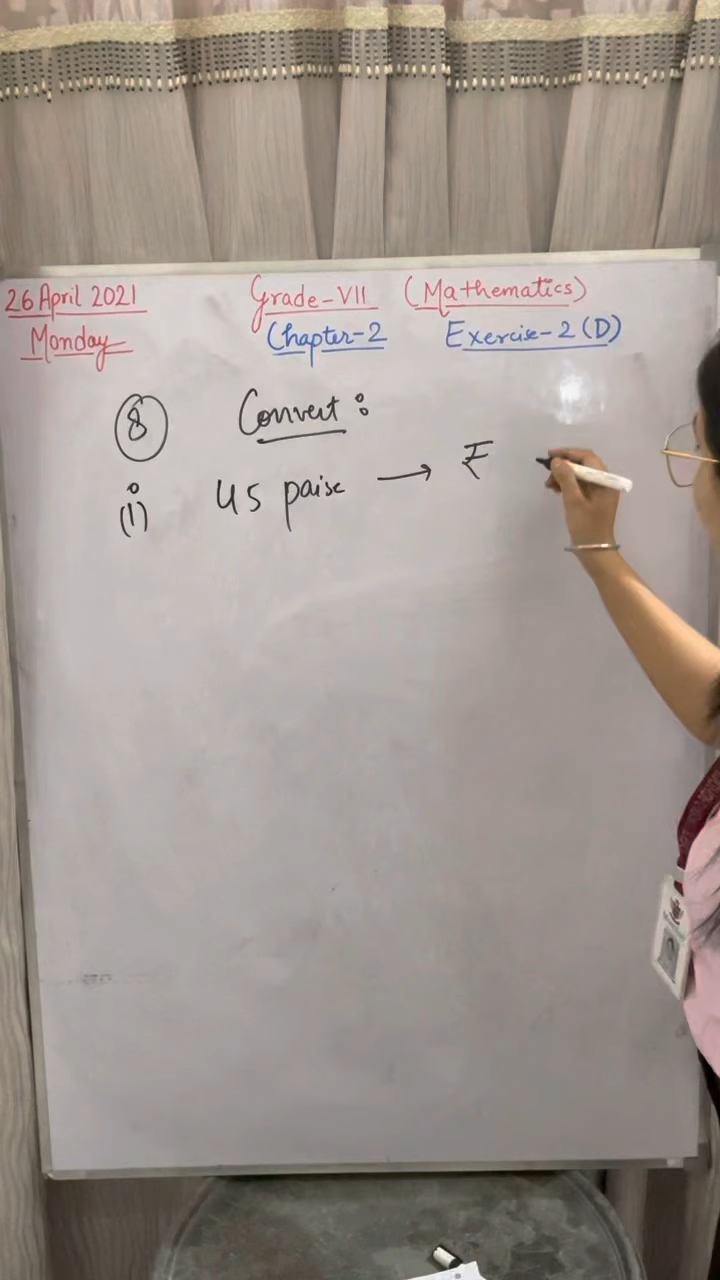 26 April 2021 Grade-VII (Mathematics)
Monday Chapter-2 Exercise-2(D)
8 Convert :
(i) 45 paise → ₹